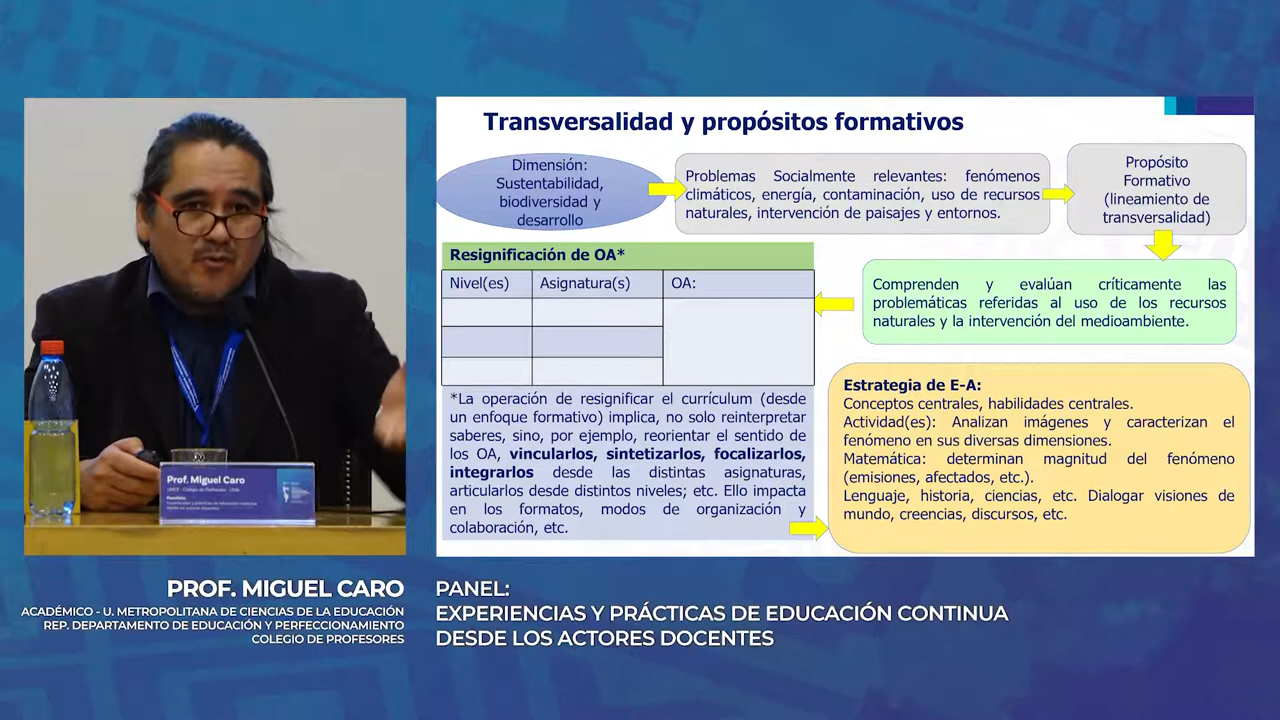 Transversalidad y propósitos formativos
Dimensión:
Sustentabilidad,
biodiversidad y
desarrollo
Problemas Socialmente relevantes: fenómenos
climáticos, energía, contaminación, uso de recursos
naturales, intervención de paisajes y entornos.
Propósito
Formativo
(lineamiento de
transversalidad)
Comprenden y evalúan críticamente las
problemáticas referidas al uso de los recursos
naturales y la intervención del medioambiente.
Resignificación de OA*
Nivel(es) Asignatura(s) OA:
*La operación de resignificar el currículum (desde
un enfoque formativo) implica, no solo reinterpretar
saberes, sino, por ejemplo, reorientar el sentido de
los OA, vincularlos, sintetizarlos, focalizarlos,
integrarlos desde las distintas asignaturas,
articularlos desde distintos niveles; etc. Ello impacta
en los formatos, modos de organización y
colaboración, etc.
Estrategia de E-A:
Conceptos centrales, habilidades centrales.
Actividad(es): Analizan imágenes y caracterizan el
fenómeno en sus diversas dimensiones.
Matemática: determinan magnitud del fenómeno
(emisiones, afectados, etc.).
Lenguaje, historia, ciencias, etc. Dialogar visiones de
mundo, creencias, discursos, etc.
Prof. Miguel Caro
PROF. MIGUEL CARO
ACADÉMICO - U. METROPOLITANA DE CIENCIAS DE LA EDUCACIÓN
REP. DEPARTAMENTO DE EDUCACIÓN Y PERFECCIONAMIENTO
COLEGIO DE PROFESORES
PANEL:
EXPERIENCIAS Y PRÁCTICAS DE EDUCACIÓN CONTINUA
DESDE LOS ACTORES DOCENTES